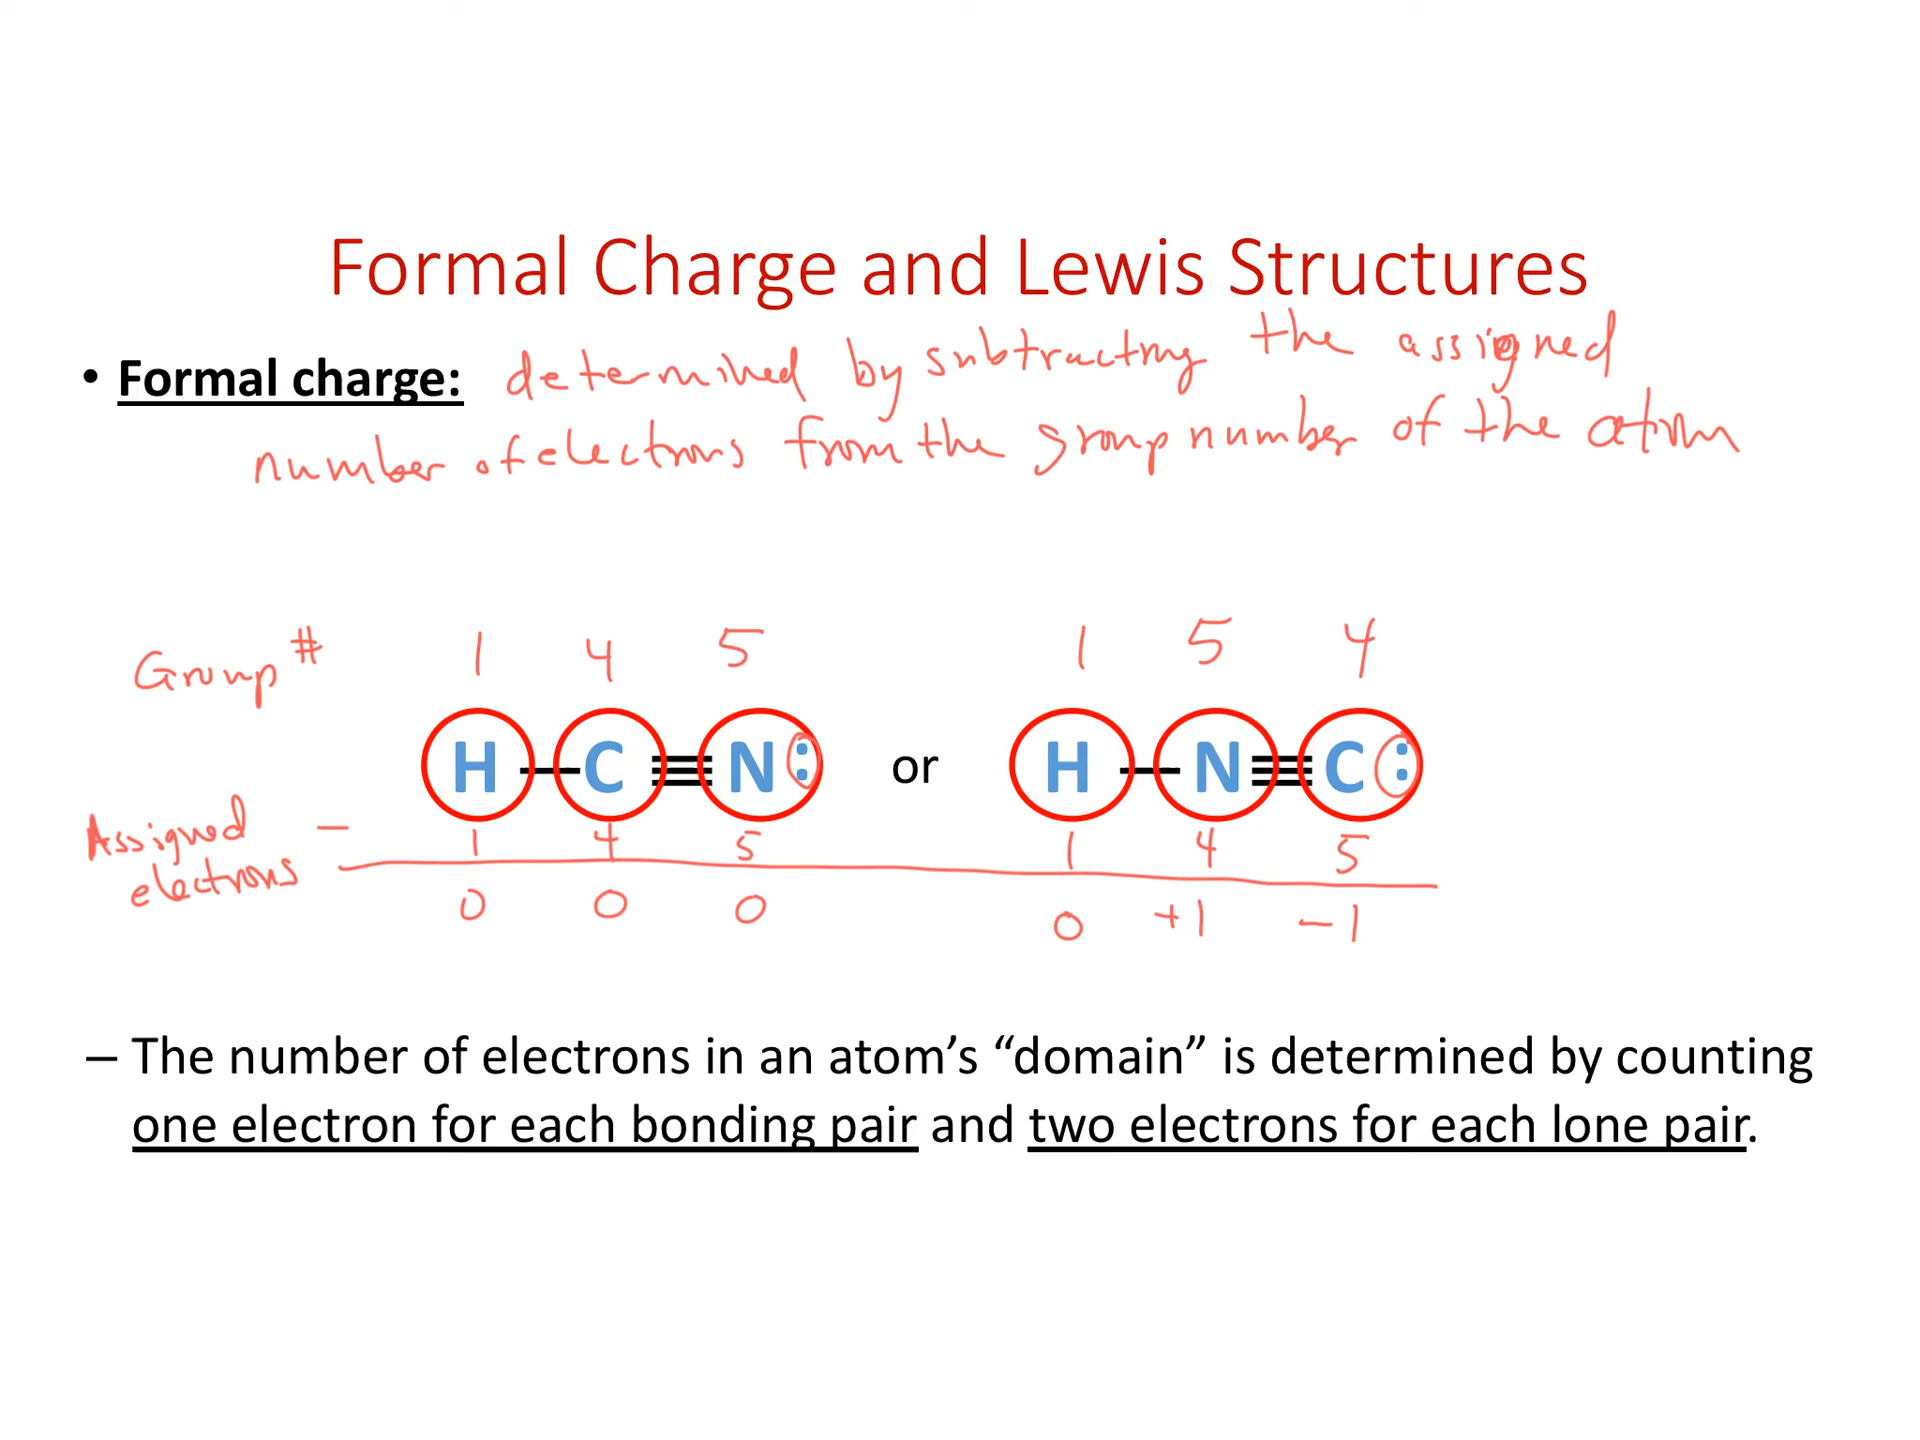 Formal Charge and Lewis Structures
• Formal charge: determined by subtracting the assigned
number of electrons from the group number of the atom
Group # 1 4 5 1 5 4
H — C ≡ N : or H — N ≡ C :
Assigned electrons — 1 4 5 1 4 5
0 0 0 0 +1 -1
– The number of electrons in an atom’s “domain” is determined by counting
one electron for each bonding pair and two electrons for each lone pair.